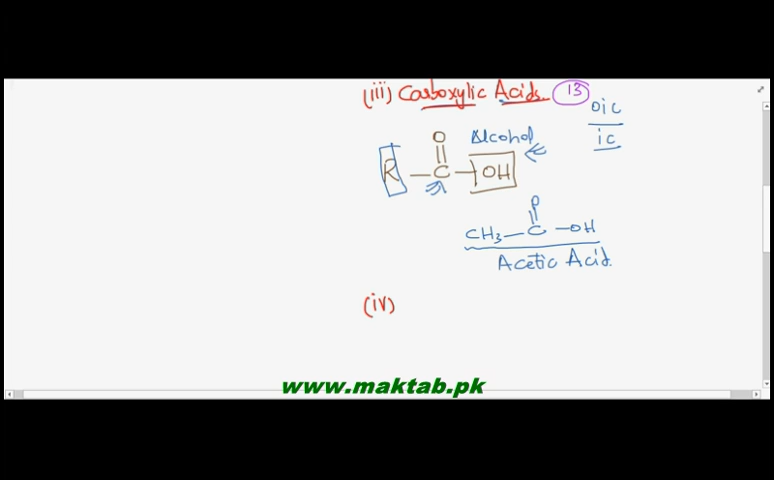 (iii) Carboxylic Acids 13
oic
ic
Alcohol
O
R — C — OH
O
CH₃ — C — OH
Acetic Acid
(iv)
www.maktab.pk